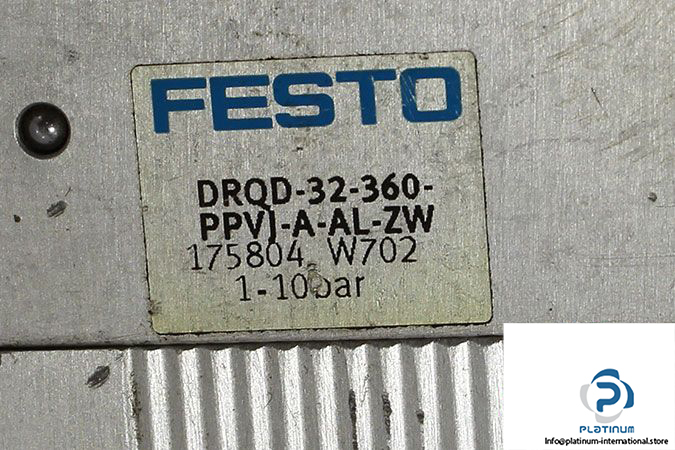 FESTO
DRQD-32-360-
PPVJ-A-AL-ZW
175804 W702
1-10bar
PLATINUM
Info@platinum-international.store